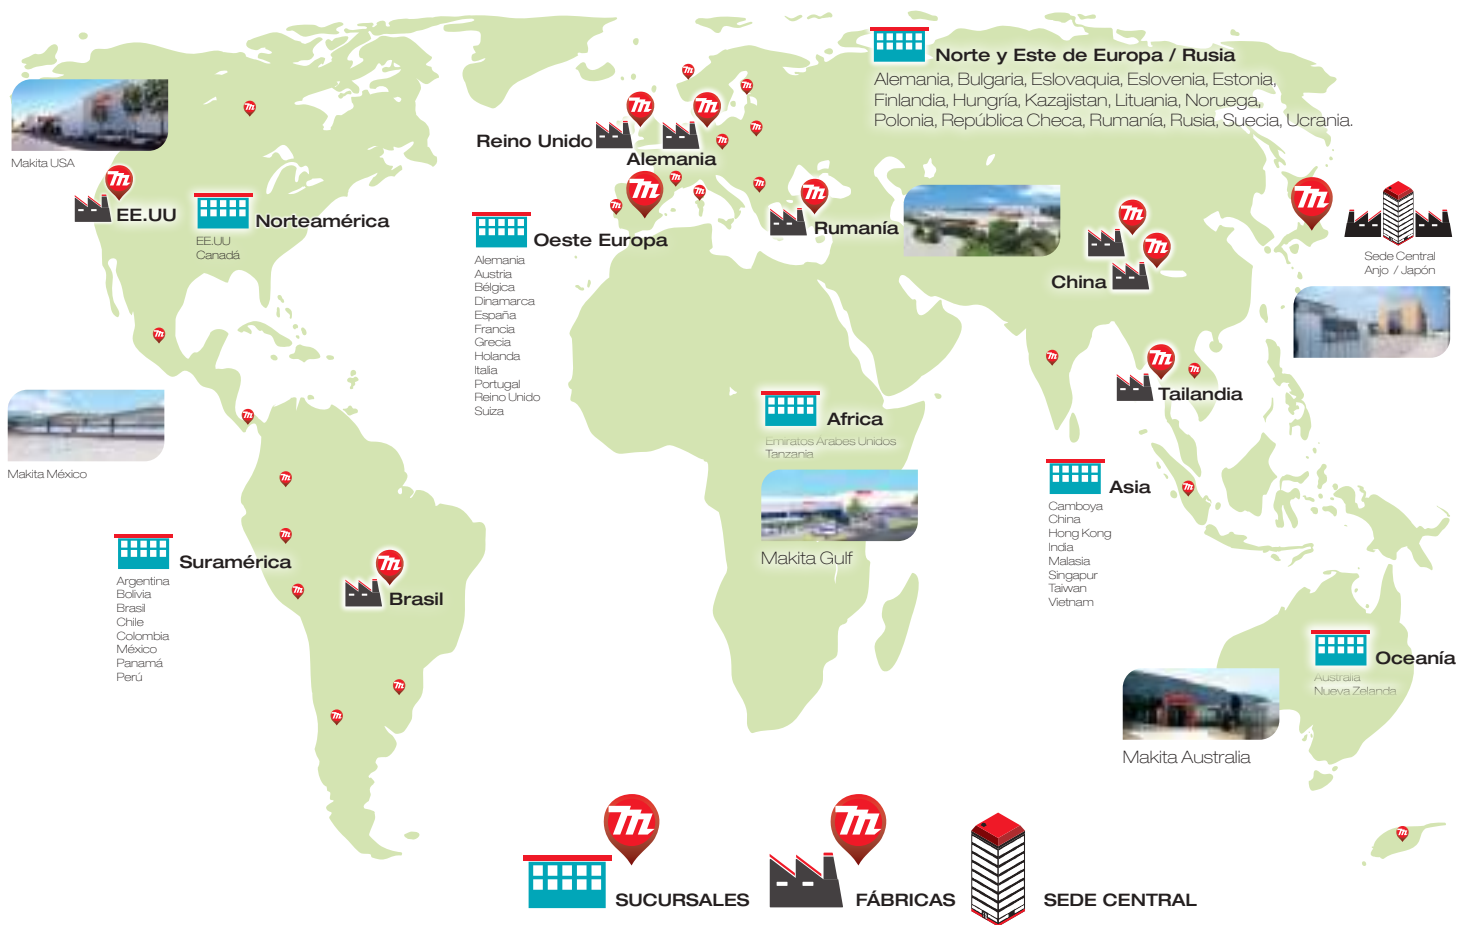 Norte y Este de Europa / Rusia
Alemania, Bulgaria, Eslovaquia, Eslovenia, Estonia,
Finlandia, Hungría, Kazajistan, Lituania, Noruega,
Polonia, República Checa, Rumanía, Rusia, Suecia, Ucrania.
Makita USA
EE.UU
Norteamérica
EE.UU
Canadá
Reino Unido
Alemania
Oeste Europa
Alemania
Austria
Bélgica
Dinamarca
España
Francia
Grecia
Holanda
Italia
Portugal
Reino Unido
Suiza
Rumanía
China
Sede Central
Anjo / Japón
Tailandia
Makita México
Africa
Emiratos Arabes Unidos
Tanzania
Makita Gulf
Asia
Camboya
China
Hong Kong
India
Malasia
Singapur
Taiwan
Vietnam
Suramérica
Argentina
Bolivia
Brasil
Chile
Colombia
México
Panamá
Perú
Brasil
Oceanía
Australia
Nueva Zelanda
Makita Australia
SUCURSALES
FÁBRICAS
SEDE CENTRAL